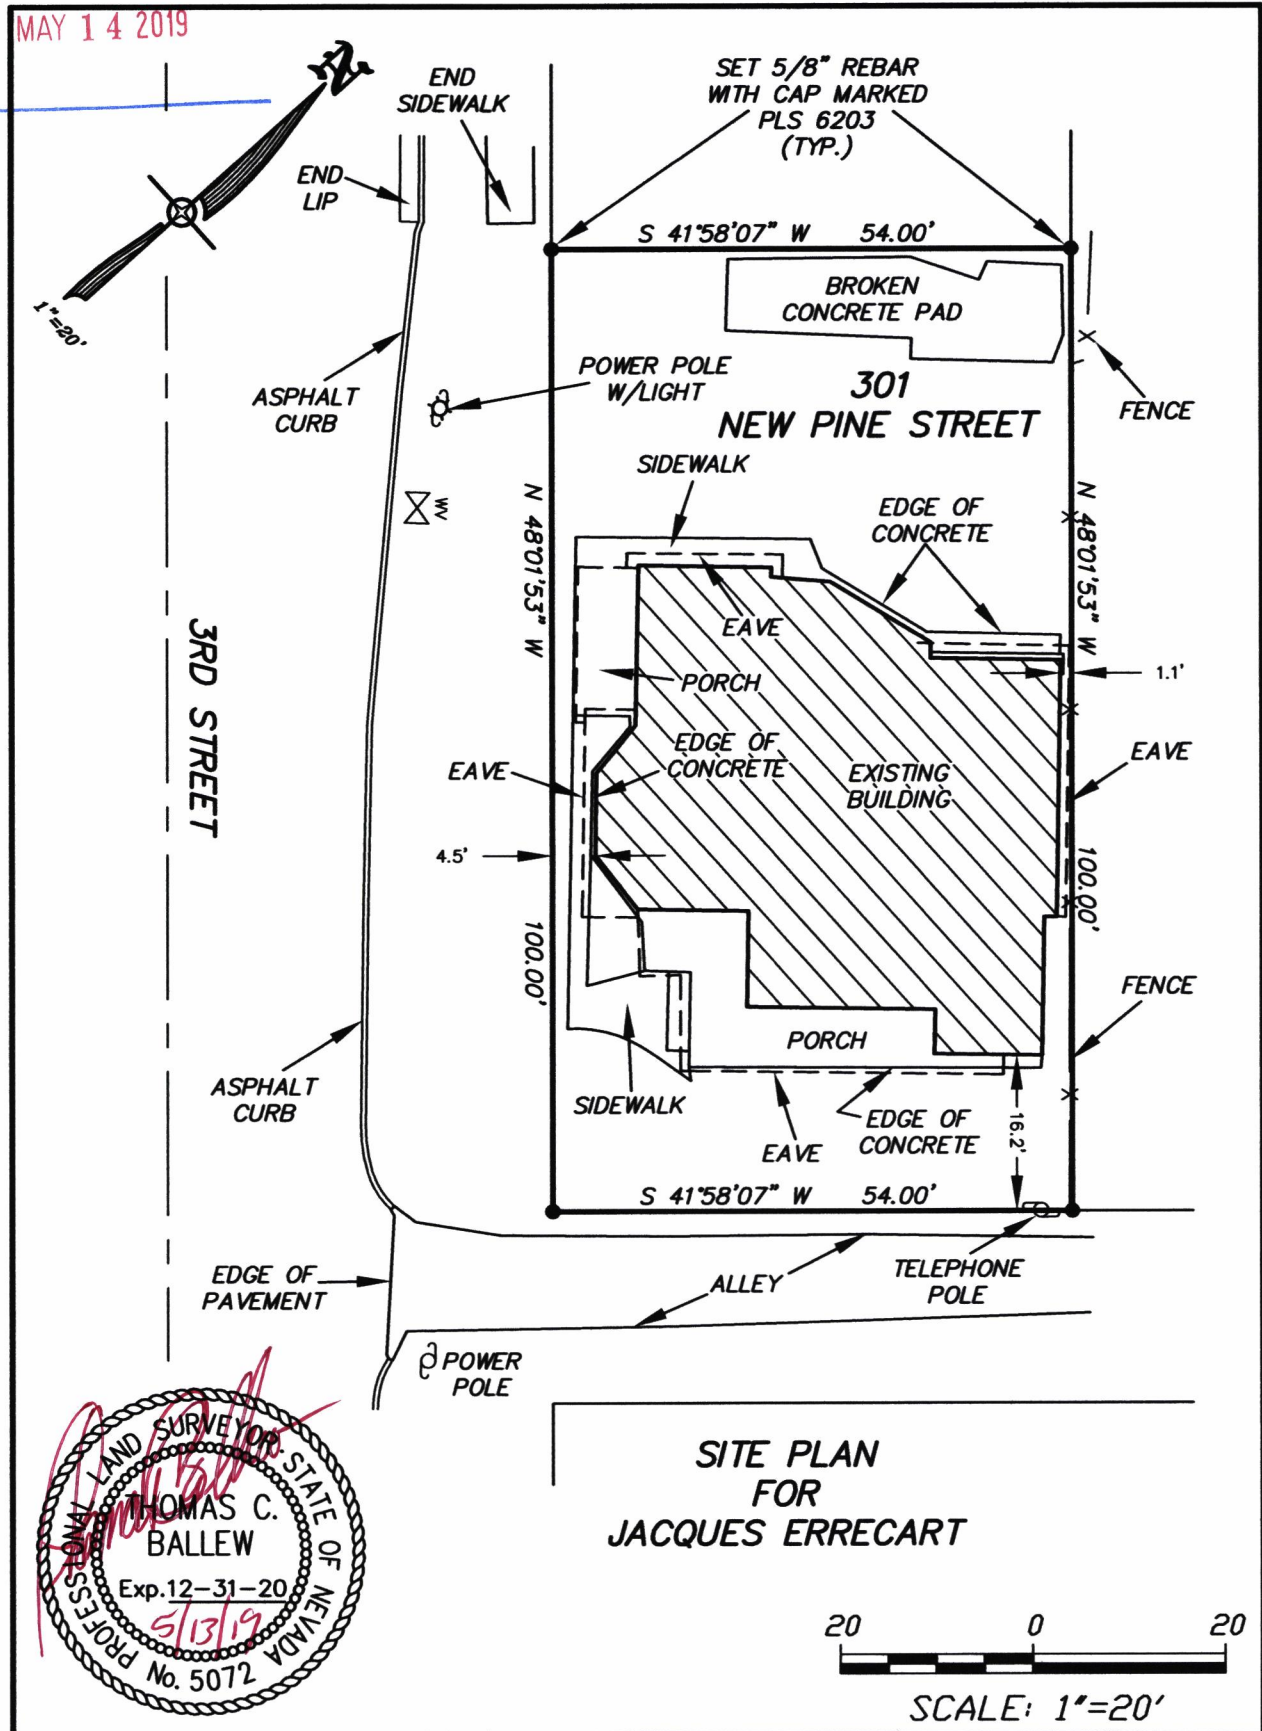 MAY 14 2019
N
1"=20'
END
SIDEWALK
END
LIP
SET 5/8" REBAR
WITH CAP MARKED
PLS 6203
(TYP.)
S 41°58'07" W 54.00'
BROKEN
CONCRETE PAD
ASPHALT
CURB
POWER POLE
W/LIGHT
301
NEW PINE STREET
FENCE
SIDEWALK
W
EDGE OF
CONCRETE
N 48°01'53" W
N 48°01'53" W
EAVE
3RD STREET
PORCH
1.1'
EDGE OF
CONCRETE
EAVE
EXISTING
BUILDING
EAVE
4.5'
100.00'
100.00'
FENCE
PORCH
ASPHALT
CURB
SIDEWALK
EAVE
EDGE OF
CONCRETE
16.2'
S 41°58'07" W 54.00'
EDGE OF
PAVEMENT
ALLEY
TELEPHONE
POLE
POWER
POLE
PROFESSIONAL LAND SURVEYOR·STATE OF NEVADA
THOMAS C.
BALLEW
Exp.12-31-20
5/13/19
No. 5072
SITE PLAN
FOR
JACQUES ERRECART
20 0 20
SCALE: 1"=20'